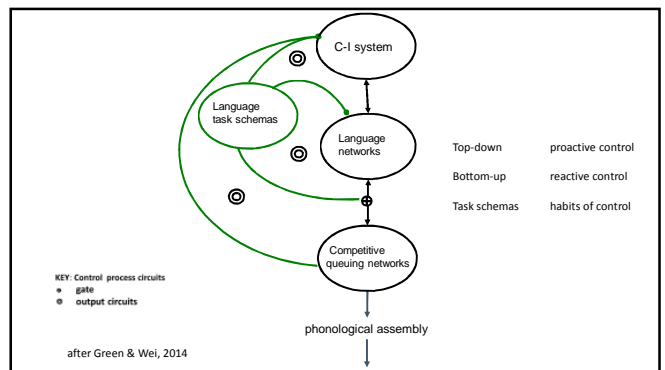 C-I system
Language
task schemas
Language
networks
Top-down proactive control
Bottom-up reactive control
Task schemas habits of control
Competitive
queuing networks
KEY: Control process circuits
gate
output circuits
phonological assembly
after Green & Wei, 2014